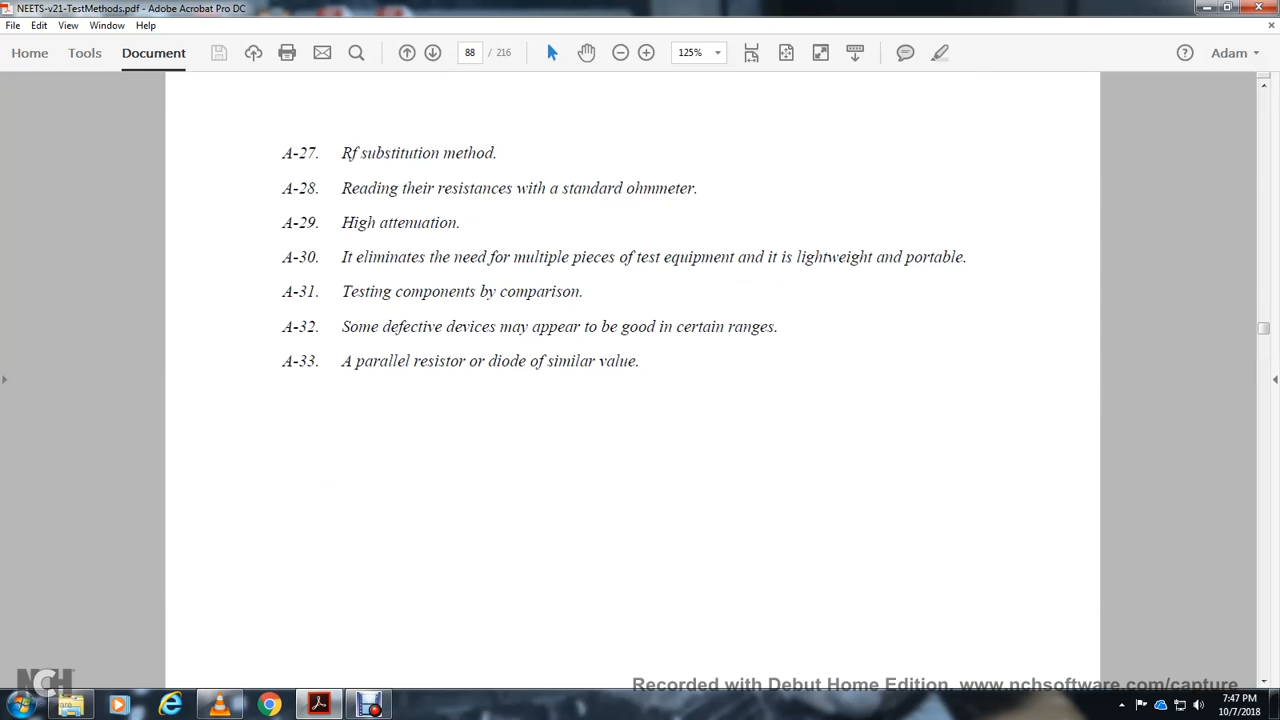 NEETS-v21-TestMethods.pdf - Adobe Acrobat Pro DC
File Edit View Window Help
Home Tools Document 88 / 216 125% Adam
A-27. Rf substitution method.
A-28. Reading their resistances with a standard ohmmeter.
A-29. High attenuation.
A-30. It eliminates the need for multiple pieces of test equipment and it is lightweight and portable.
A-31. Testing components by comparison.
A-32. Some defective devices may appear to be good in certain ranges.
A-33. A parallel resistor or diode of similar value.
NCH
Recorded with Debut Home Edition. www.nchsoftware.com/capture
7:47 PM
10/7/2018